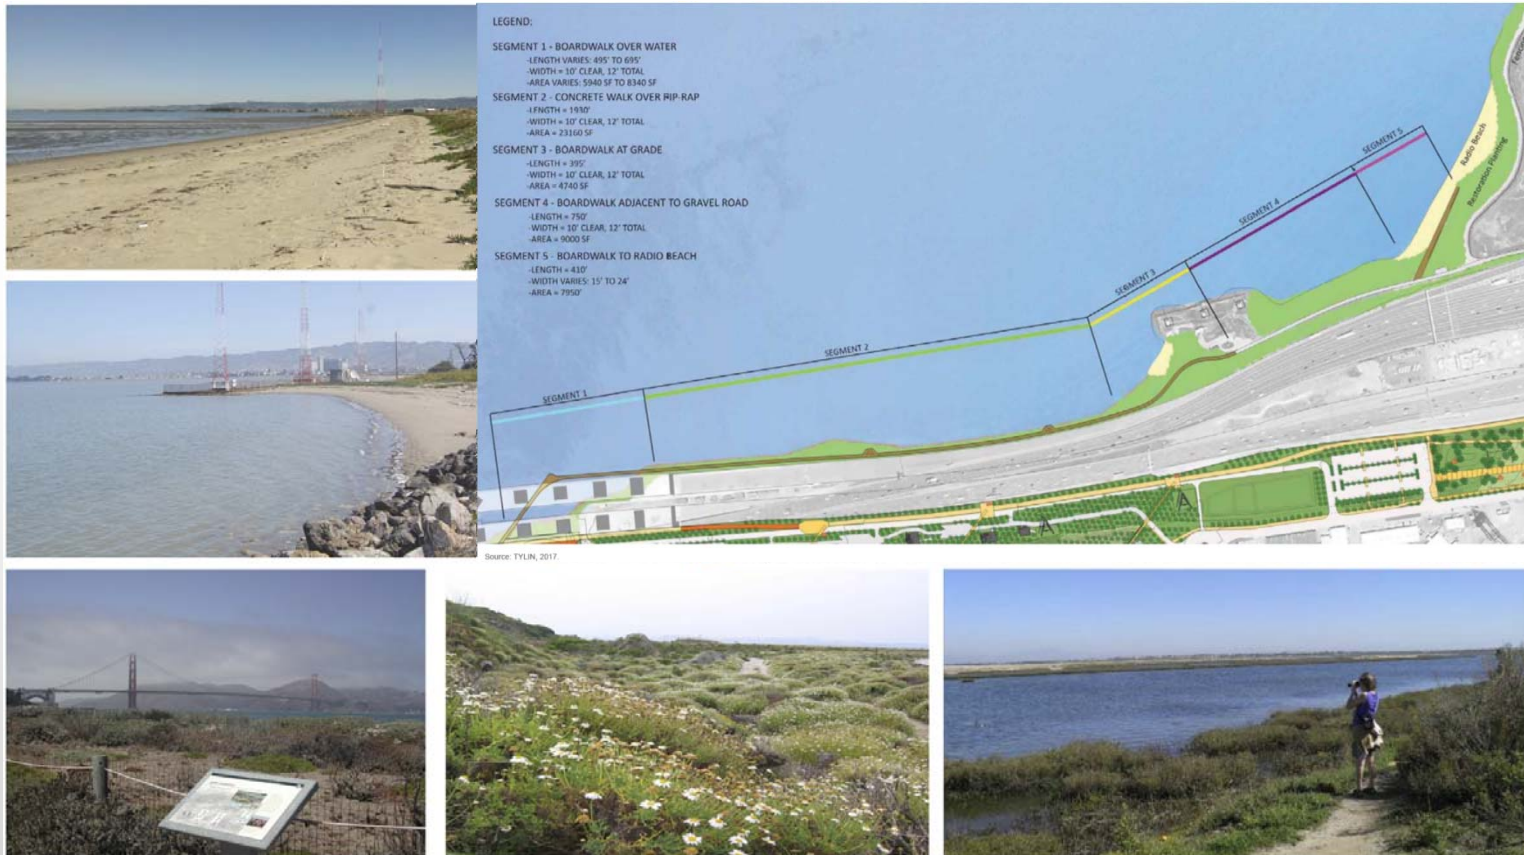 LEGEND:
SEGMENT 1 - BOARDWALK OVER WATER
-LENGTH VARIES: 495' TO 695'
-WIDTH = 10' CLEAR, 12' TOTAL
-AREA VARIES: 5940 SF TO 8340 SF
SEGMENT 2 - CONCRETE WALK OVER RIP-RAP
-LENGTH = 1930'
-WIDTH = 10' CLEAR, 12' TOTAL
-AREA = 23160 SF
SEGMENT 3 - BOARDWALK AT GRADE
-LENGTH = 395'
-WIDTH = 10' CLEAR, 12' TOTAL
-AREA = 4740 SF
SEGMENT 4 - BOARDWALK ADJACENT TO GRAVEL ROAD
-LENGTH = 750'
-WIDTH = 10' CLEAR, 12' TOTAL
-AREA = 9000 SF
SEGMENT 5 - BOARDWALK TO RADIO BEACH
-LENGTH = 410'
-WIDTH VARIES: 15' TO 24'
-AREA = 7950'
SEGMENT 1
SEGMENT 2
SEGMENT 3
SEGMENT 4
SEGMENT 5
Radio Beach
Restoration Planting
Source: TYLIN, 2017.